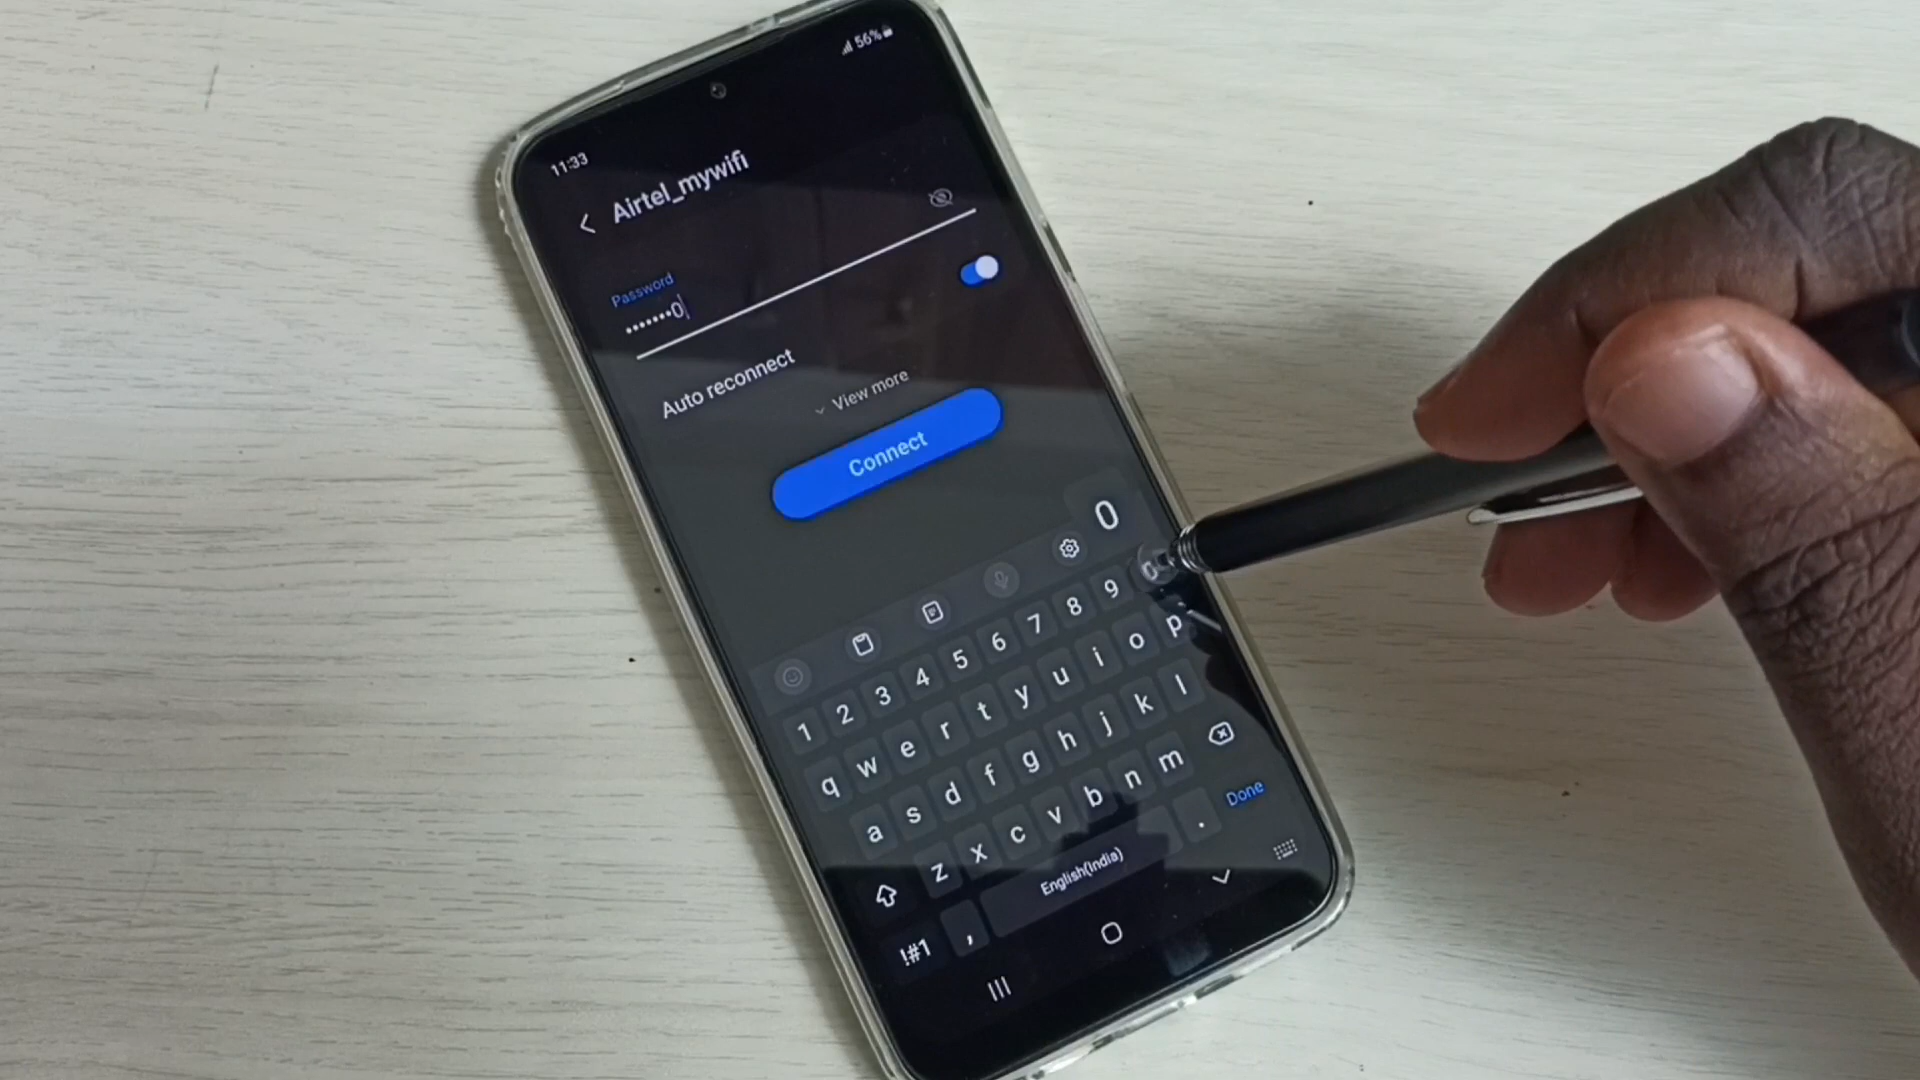 11:33 56%
Airtel_mywifi
Password
•••••••0
Auto reconnect
View more
Connect
0
1 2 3 4 5 6 7 8 9 0
q w e r t y u i o p
a s d f g h j k l
z x c v b n m
!#1 , English(India) . Done